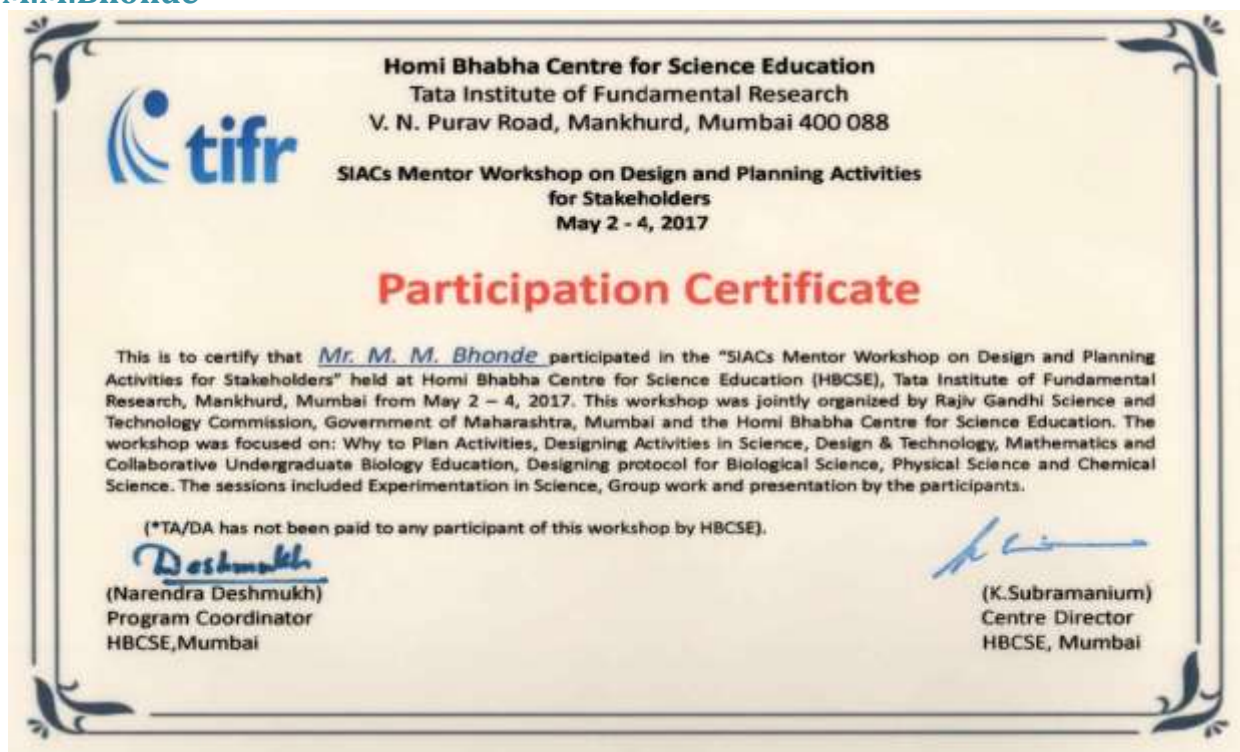 M.M.Bhonde
Homi Bhabha Centre for Science Education
Tata Institute of Fundamental Research
V. N. Purav Road, Mankhurd, Mumbai 400 088
tifr
SIACs Mentor Workshop on Design and Planning Activities
for Stakeholders
May 2 - 4, 2017
Participation Certificate
This is to certify that Mr. M. M. Bhonde participated in the "SIACs Mentor Workshop on Design and Planning
Activities for Stakeholders" held at Homi Bhabha Centre for Science Education (HBCSE), Tata Institute of Fundamental
Research, Mankhurd, Mumbai from May 2 – 4, 2017. This workshop was jointly organized by Rajiv Gandhi Science and
Technology Commission, Government of Maharashtra, Mumbai and the Homi Bhabha Centre for Science Education. The
workshop was focused on: Why to Plan Activities, Designing Activities in Science, Design & Technology, Mathematics and
Collaborative Undergraduate Biology Education, Designing protocol for Biological Science, Physical Science and Chemical
Science. The sessions included Experimentation in Science, Group work and presentation by the participants.
(*TA/DA has not been paid to any participant of this workshop by HBCSE).
Deshmukh
(Narendra Deshmukh)
Program Coordinator
HBCSE,Mumbai
(K.Subramanium)
Centre Director
HBCSE, Mumbai